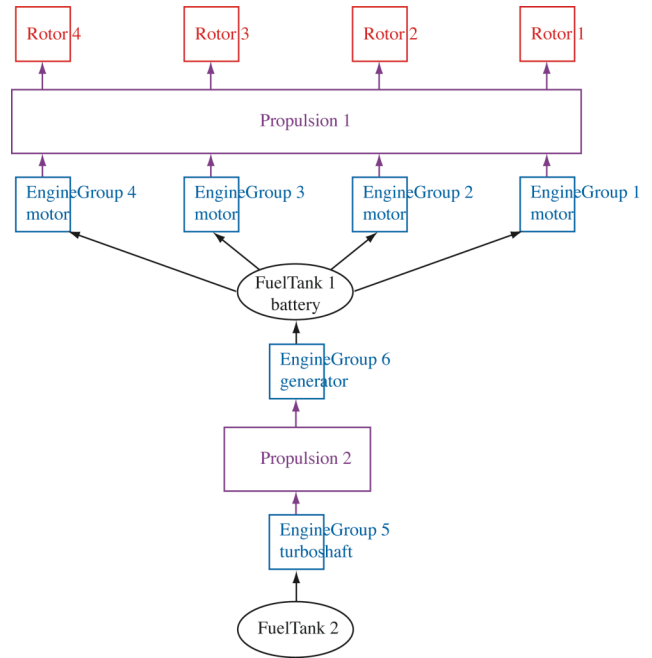 Rotor 4
Rotor 3
Rotor 2
Rotor 1
Propulsion 1
EngineGroup 4
motor
EngineGroup 3
motor
EngineGroup 2
motor
EngineGroup 1
motor
FuelTank 1
battery
EngineGroup 6
generator
Propulsion 2
EngineGroup 5
turboshaft
FuelTank 2